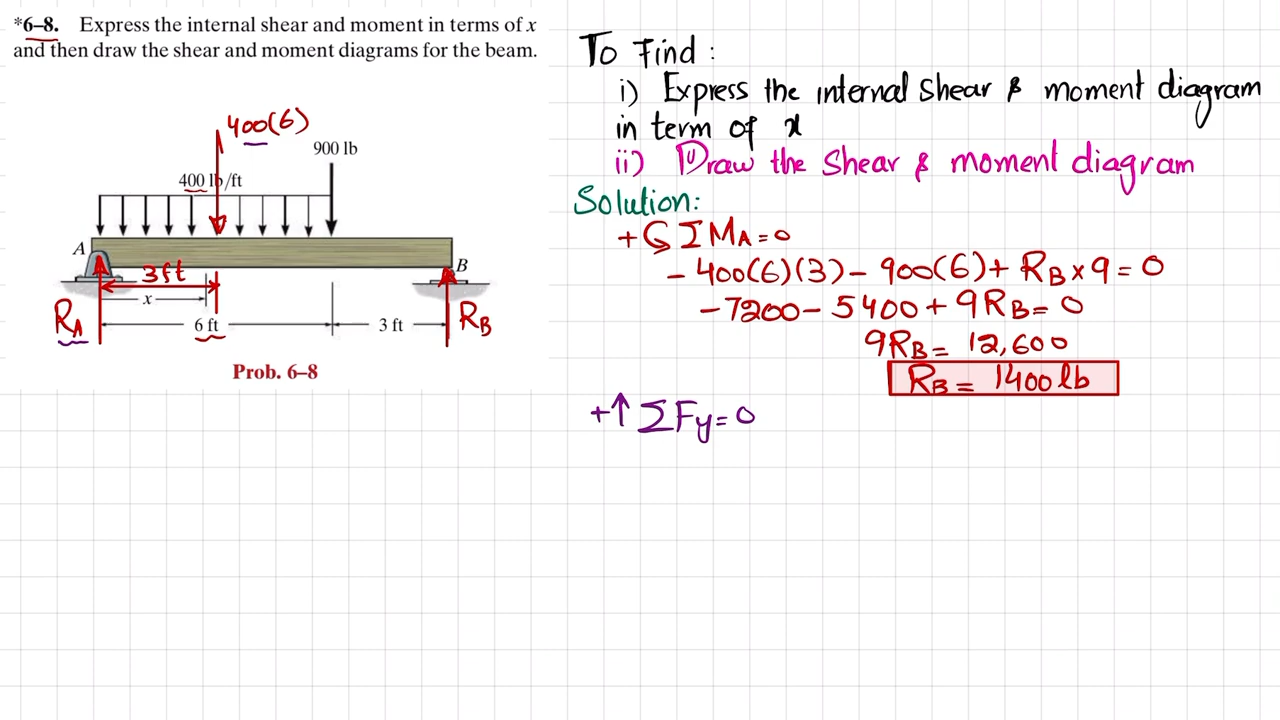 *6–8. Express the internal shear and moment in terms of x
and then draw the shear and moment diagrams for the beam.
400(6)
900 lb
400 lb/ft
A
B
3ft
x
RA
6 ft
3 ft
RB
Prob. 6–8
To Find :
i) Express the internal shear & moment diagram
in term of x
ii) Draw the Shear & moment diagram
Solution:
+↺ ΣMA=0
-400(6)(3) - 900(6) + RB×9 = 0
-7200 - 5400 + 9RB = 0
9RB = 12,600
RB = 1400 lb
+↑ ΣFy=0